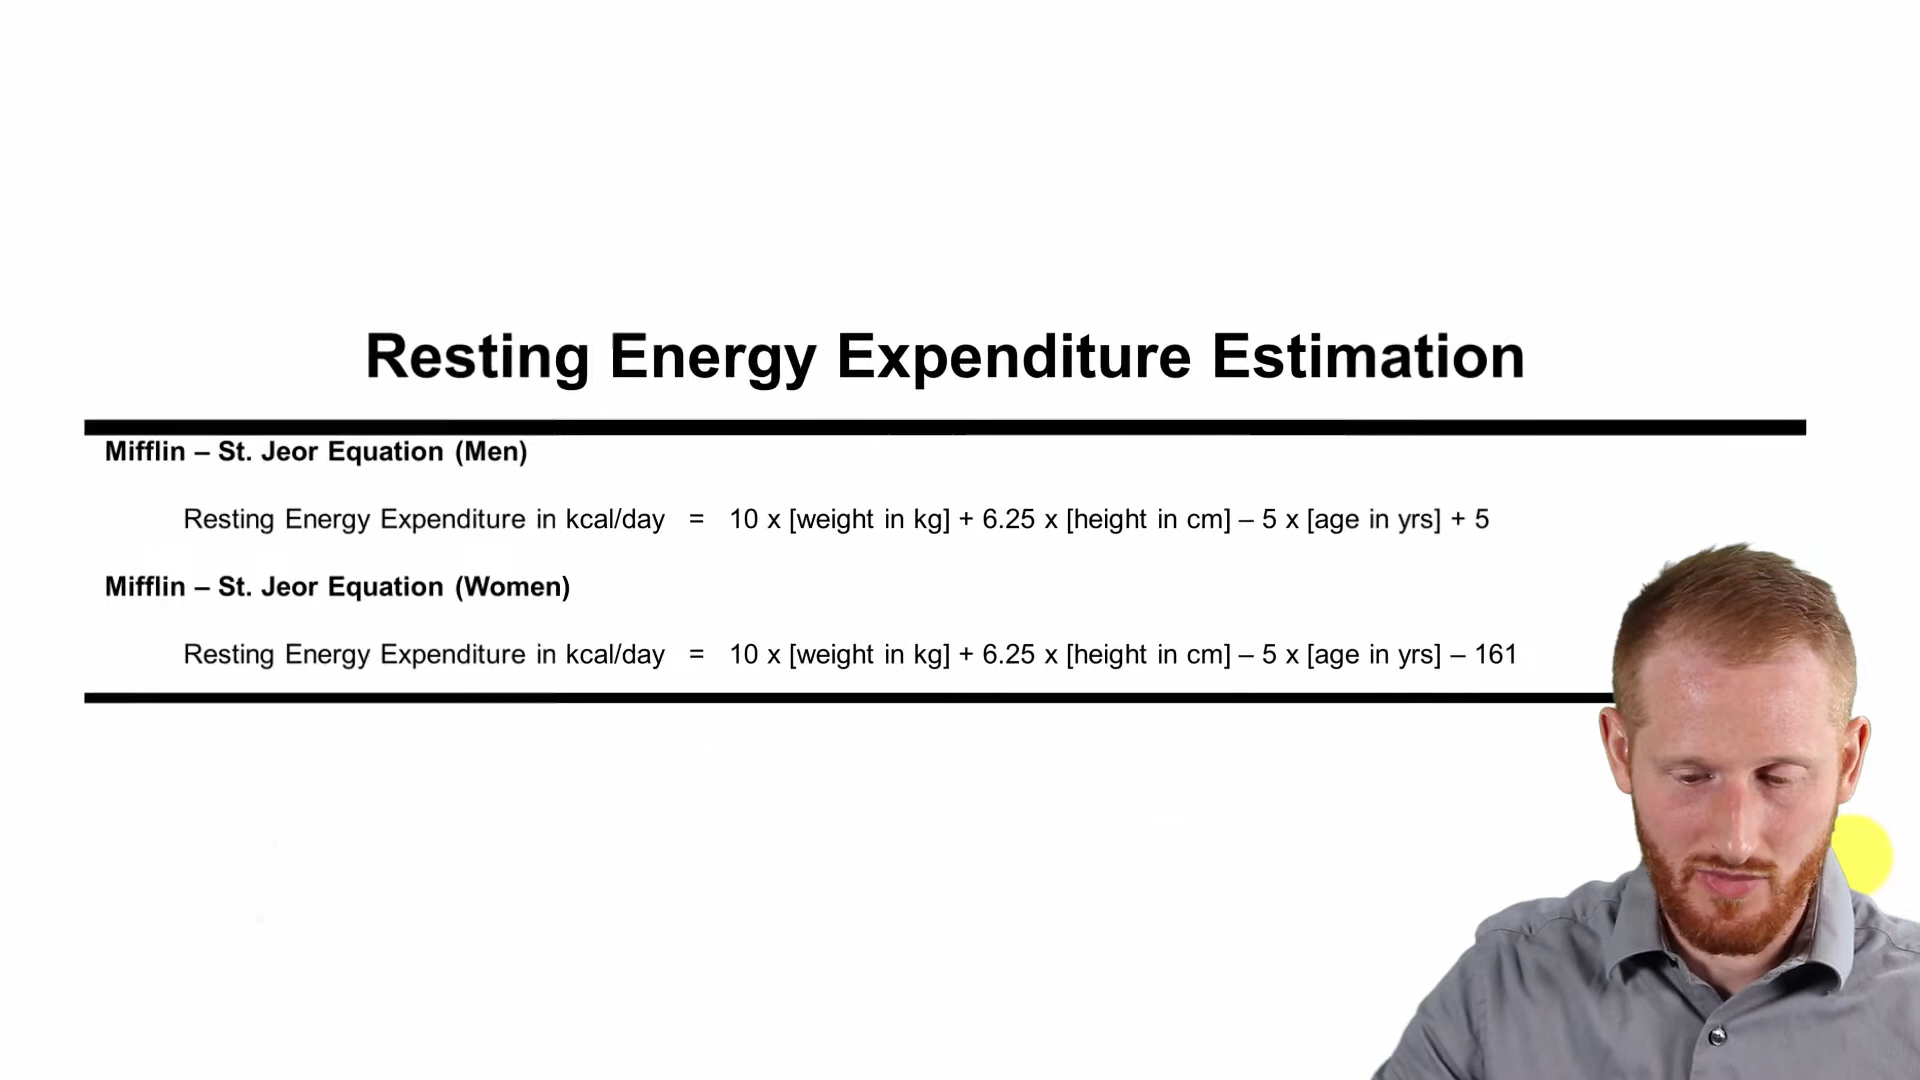 Resting Energy Expenditure Estimation
Mifflin – St. Jeor Equation (Men)
Resting Energy Expenditure in kcal/day = 10 x [weight in kg] + 6.25 x [height in cm] – 5 x [age in yrs] + 5
Mifflin – St. Jeor Equation (Women)
Resting Energy Expenditure in kcal/day = 10 x [weight in kg] + 6.25 x [height in cm] – 5 x [age in yrs] – 161